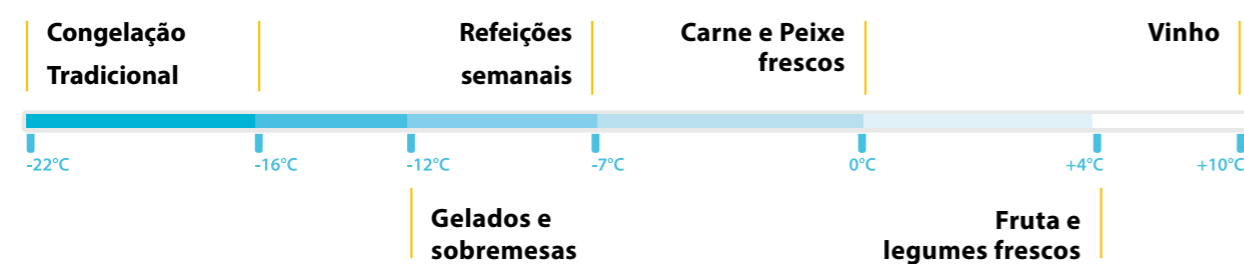 Congelação
Tradicional
Refeições
semanais
Carne e Peixe
frescos
Vinho
-22°C
-16°C
-12°C
-7°C
0°C
+4°C
+10°C
Gelados e
sobremesas
Fruta e
legumes frescos